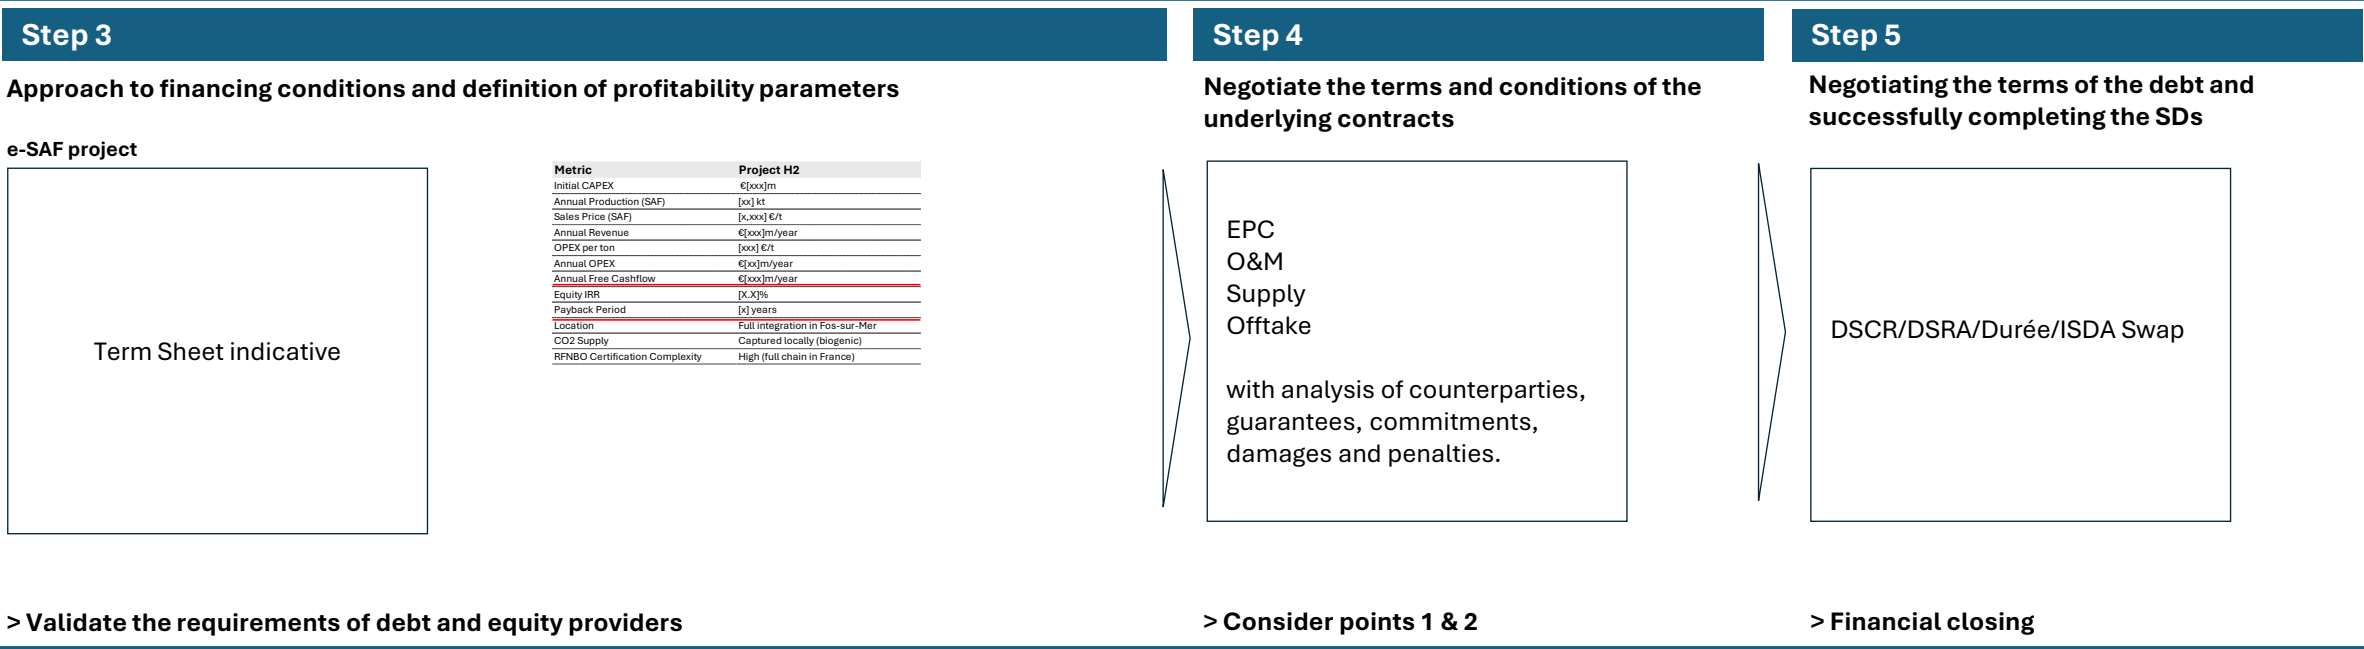 Step 3
Approach to financing conditions and definition of profitability parameters
e-SAF project
Term Sheet indicative
Metric Project H2
Initial CAPEX €[xxx]m
Annual Production (SAF) [xx] kt
Sales Price (SAF) [x,xxx] €/t
Annual Revenue €[xxx]m/year
OPEX per ton [xxx] €/t
Annual OPEX €[xx]m/year
Annual Free Cashflow €[xxx]m/year
Equity IRR [X.X]%
Payback Period [x] years
Location Full integration in Fos-sur-Mer
CO2 Supply Captured locally (biogenic)
RFNBO Certification Complexity High (full chain in France)
> Validate the requirements of debt and equity providers
Step 4
Negotiate the terms and conditions of the
underlying contracts
EPC
O&M
Supply
Offtake
with analysis of counterparties,
guarantees, commitments,
damages and penalties.
> Consider points 1 & 2
Step 5
Negotiating the terms of the debt and
successfully completing the SDs
DSCR/DSRA/Durée/ISDA Swap
> Financial closing